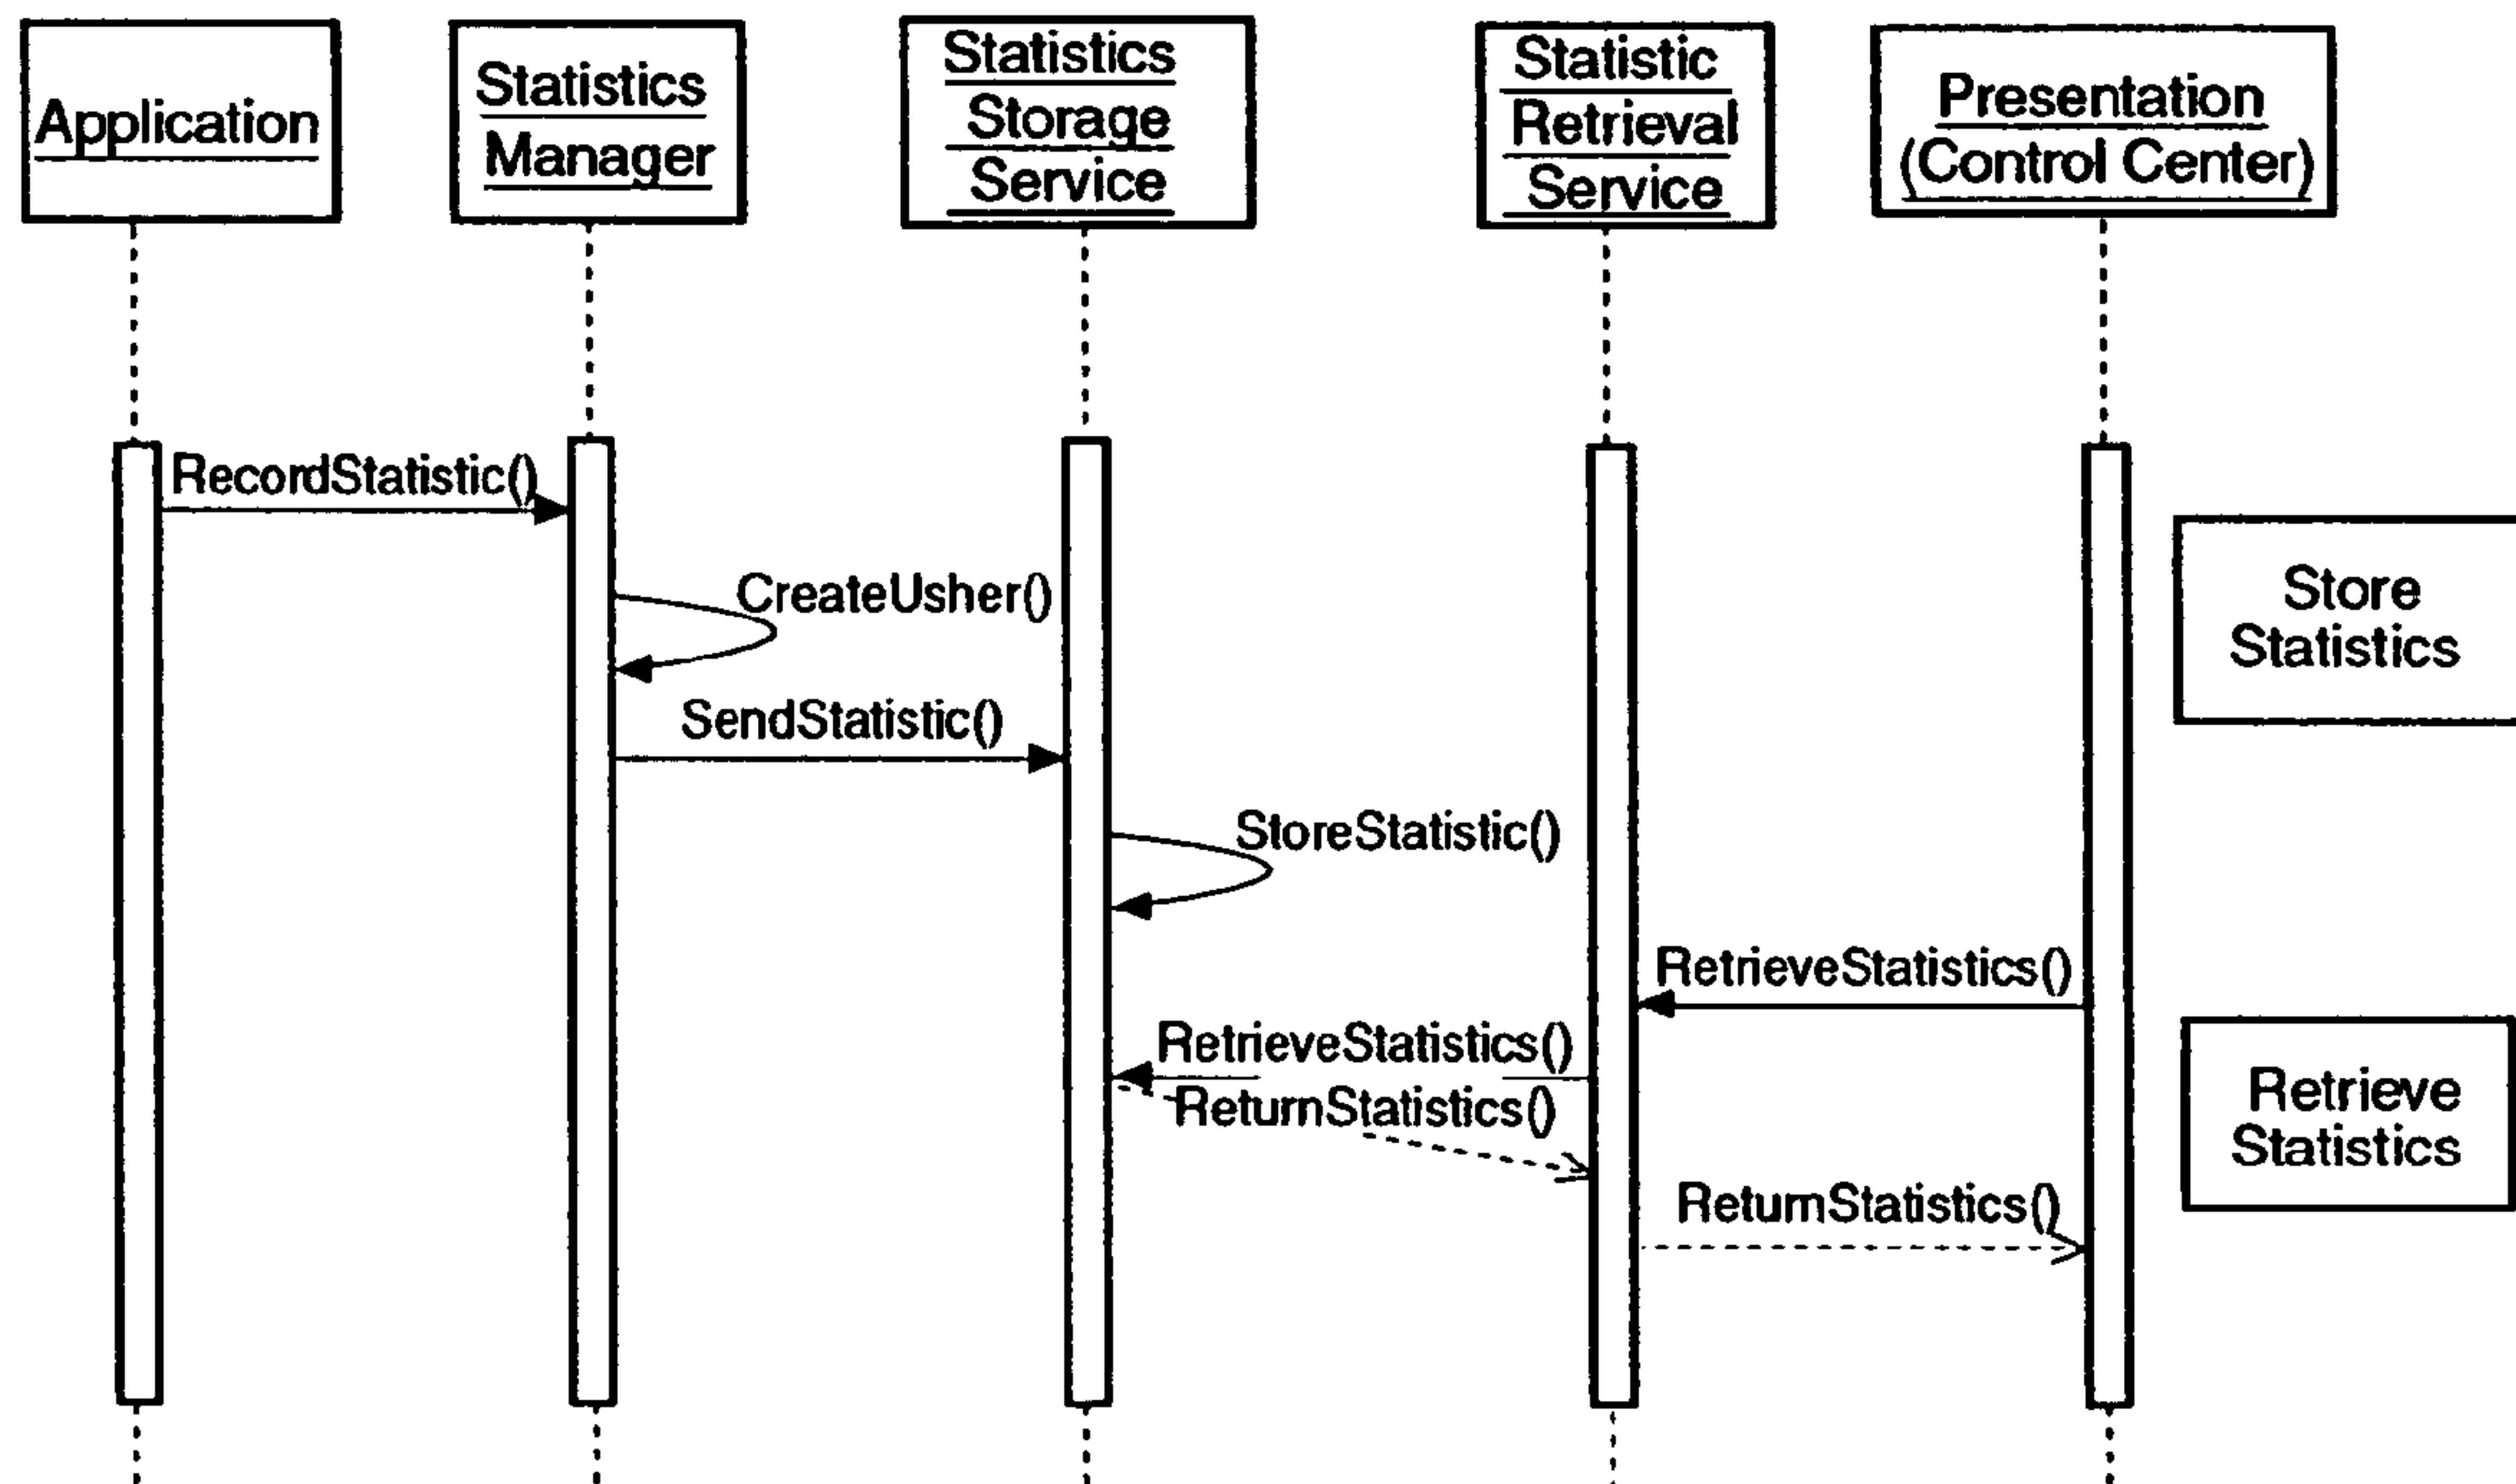 Application
Statistics
Manager
Statistics
Storage
Service
Statistic
Retrieval
Service
Presentation
(Control Center)
RecordStatistic()
CreateUsher()
Store
Statistics
SendStatistic()
StoreStatistic()
RetrieveStatistics()
RetrieveStatistics()
ReturnStatistics()
Retrieve
Statistics
ReturnStatistics()